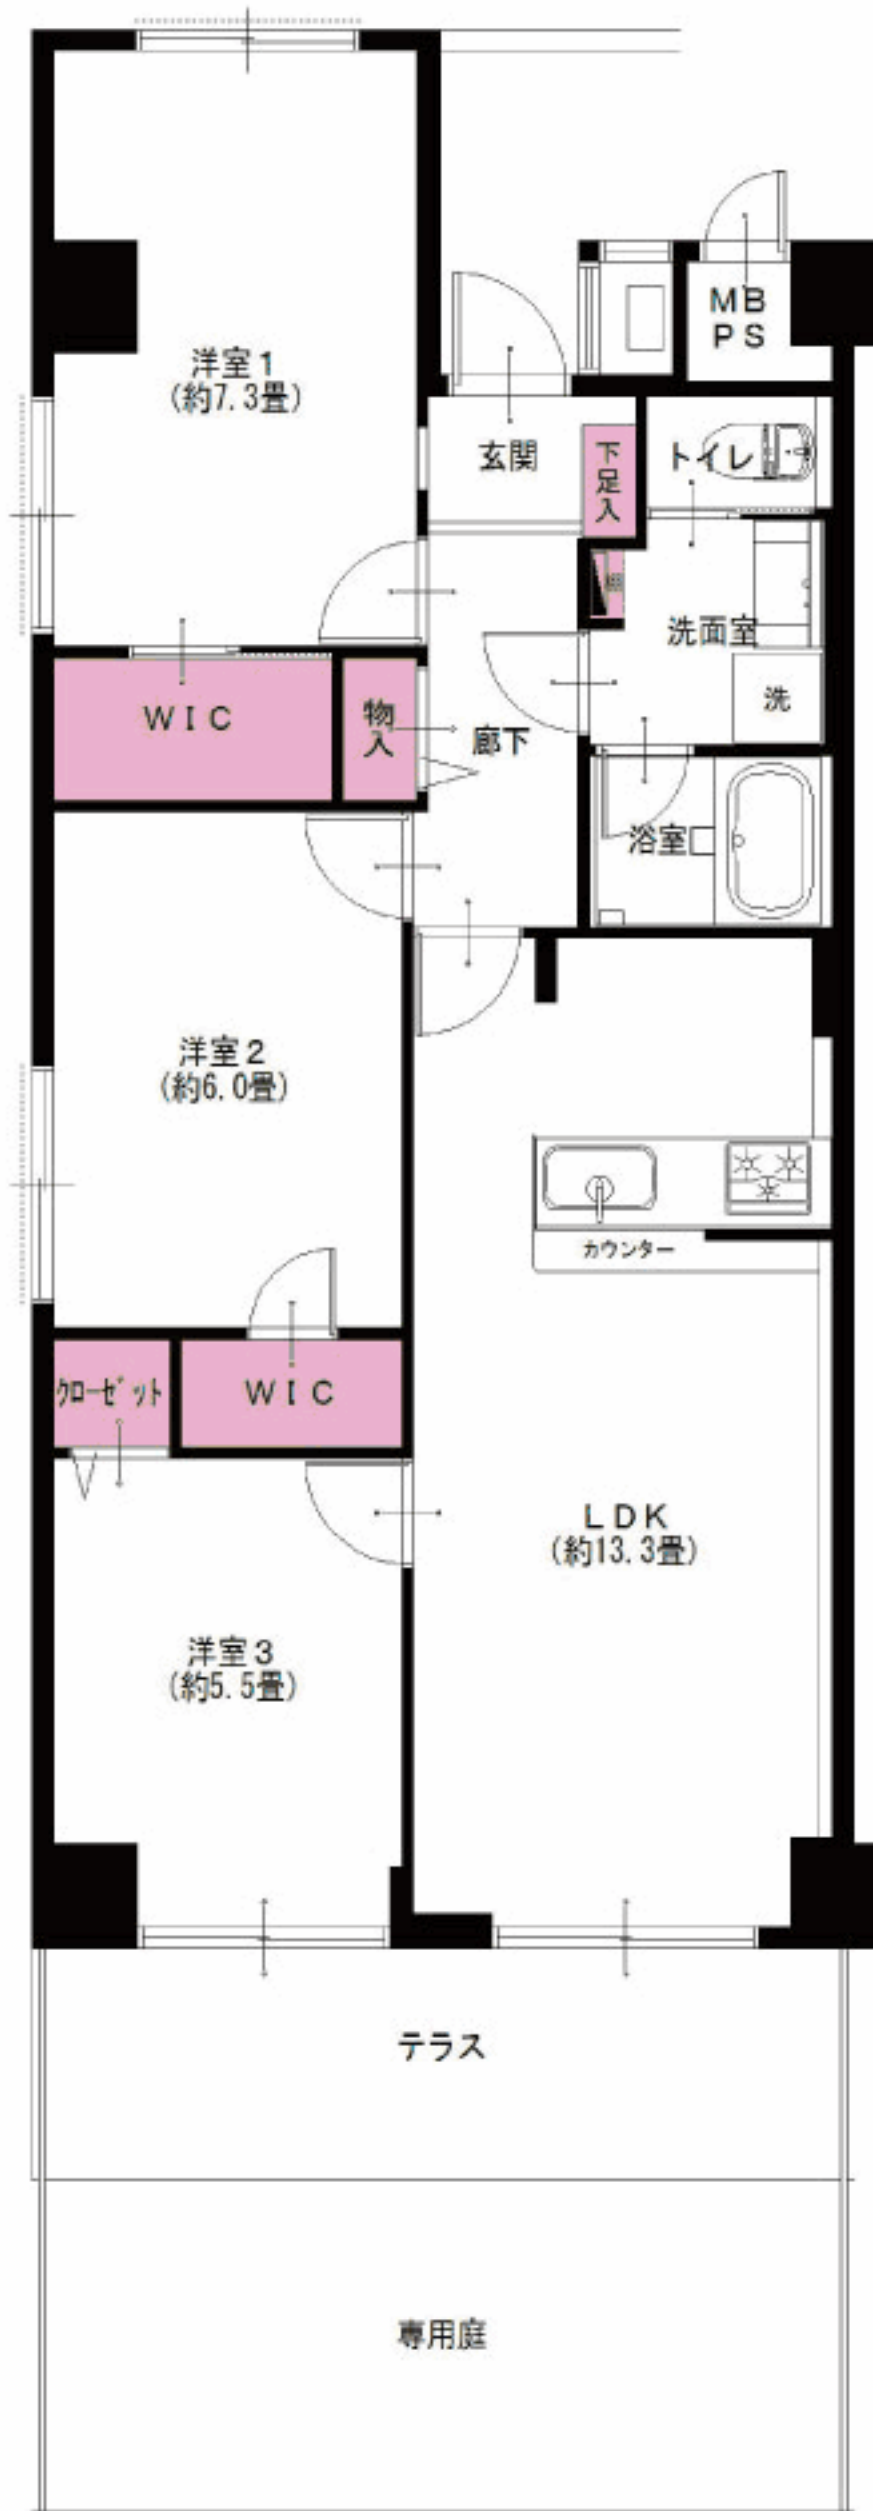 MB
PS
洋室1
(約7.3畳)
玄関
下足入
トイレ
洗面室
洗
WIC
物入
廊下
浴室
洋室2
(約6.0畳)
カウンター
クローゼット
WIC
LDK
(約13.3畳)
洋室3
(約5.5畳)
テラス
専用庭